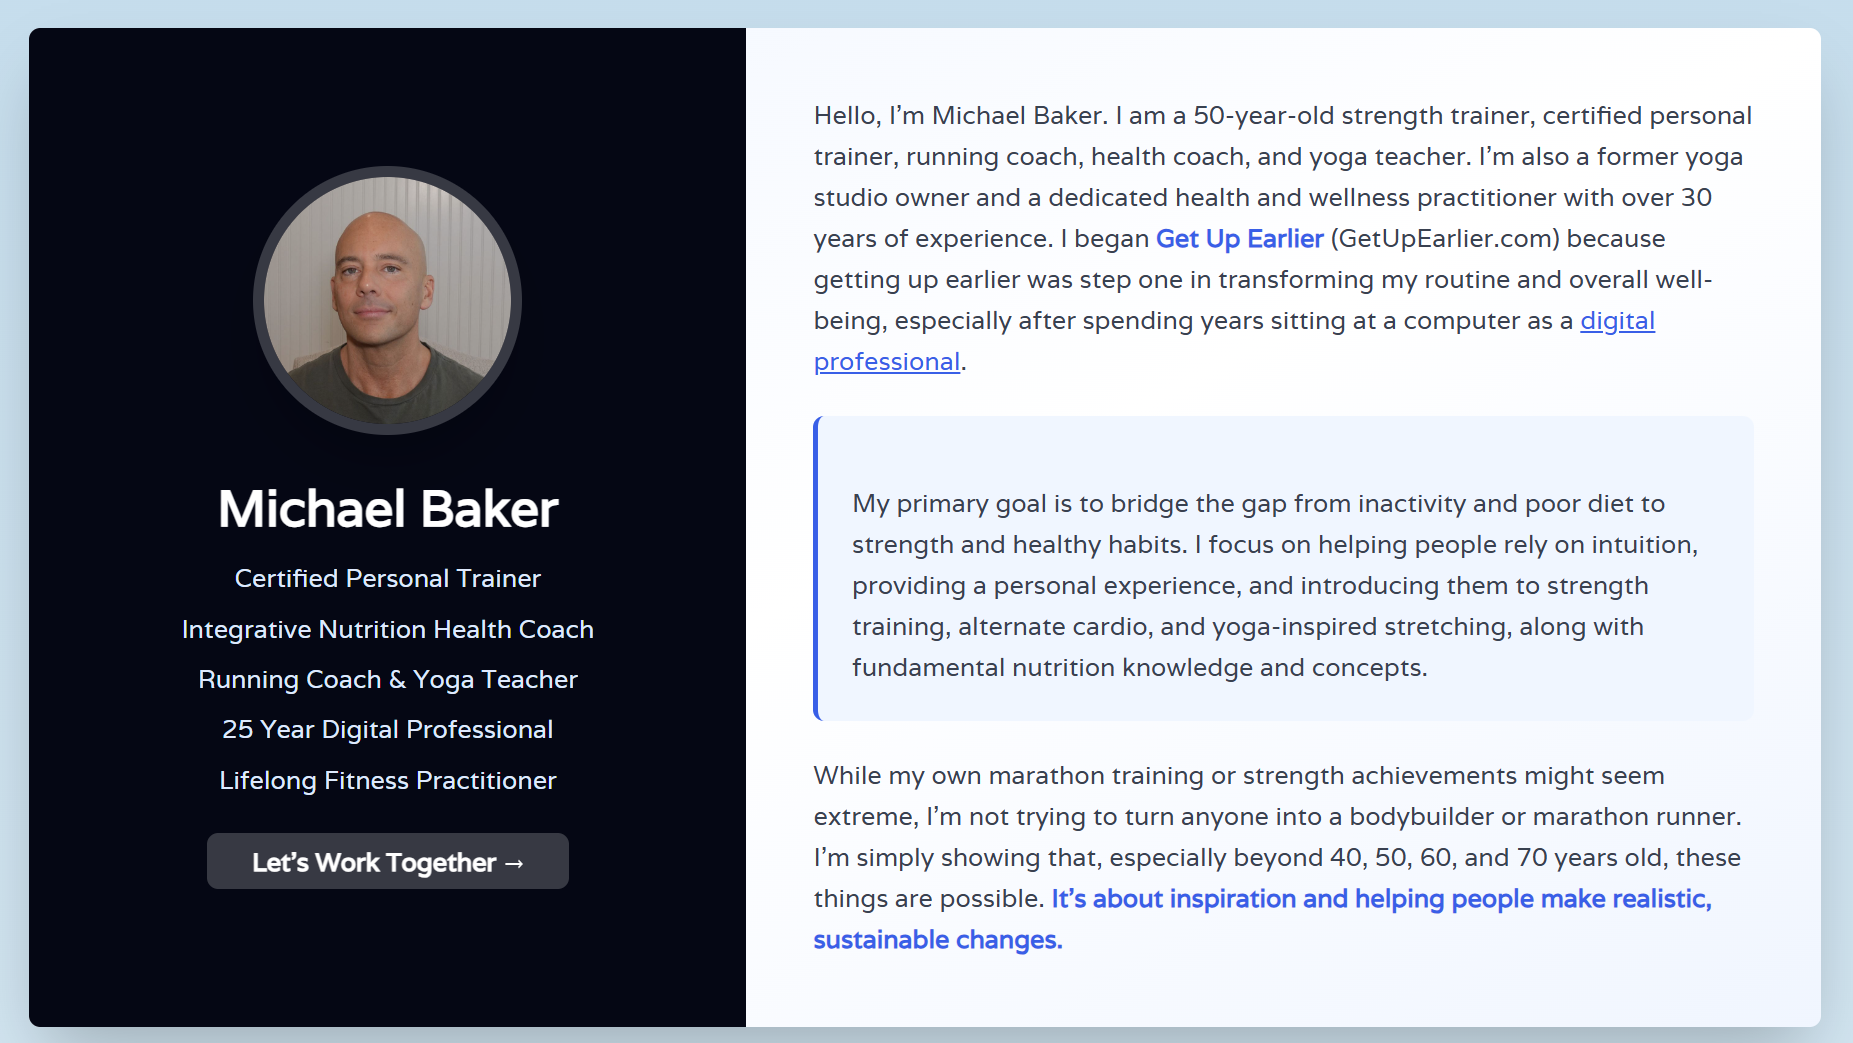 Michael Baker
Certified Personal Trainer
Integrative Nutrition Health Coach
Running Coach & Yoga Teacher
25 Year Digital Professional
Lifelong Fitness Practitioner
Let’s Work Together →
Hello, I’m Michael Baker. I am a 50-year-old strength trainer, certified personal
trainer, running coach, health coach, and yoga teacher. I’m also a former yoga
studio owner and a dedicated health and wellness practitioner with over 30
years of experience. I began Get Up Earlier (GetUpEarlier.com) because
getting up earlier was step one in transforming my routine and overall well-
being, especially after spending years sitting at a computer as a digital
professional.
My primary goal is to bridge the gap from inactivity and poor diet to
strength and healthy habits. I focus on helping people rely on intuition,
providing a personal experience, and introducing them to strength
training, alternate cardio, and yoga-inspired stretching, along with
fundamental nutrition knowledge and concepts.
While my own marathon training or strength achievements might seem
extreme, I’m not trying to turn anyone into a bodybuilder or marathon runner.
I’m simply showing that, especially beyond 40, 50, 60, and 70 years old, these
things are possible. It’s about inspiration and helping people make realistic,
sustainable changes.